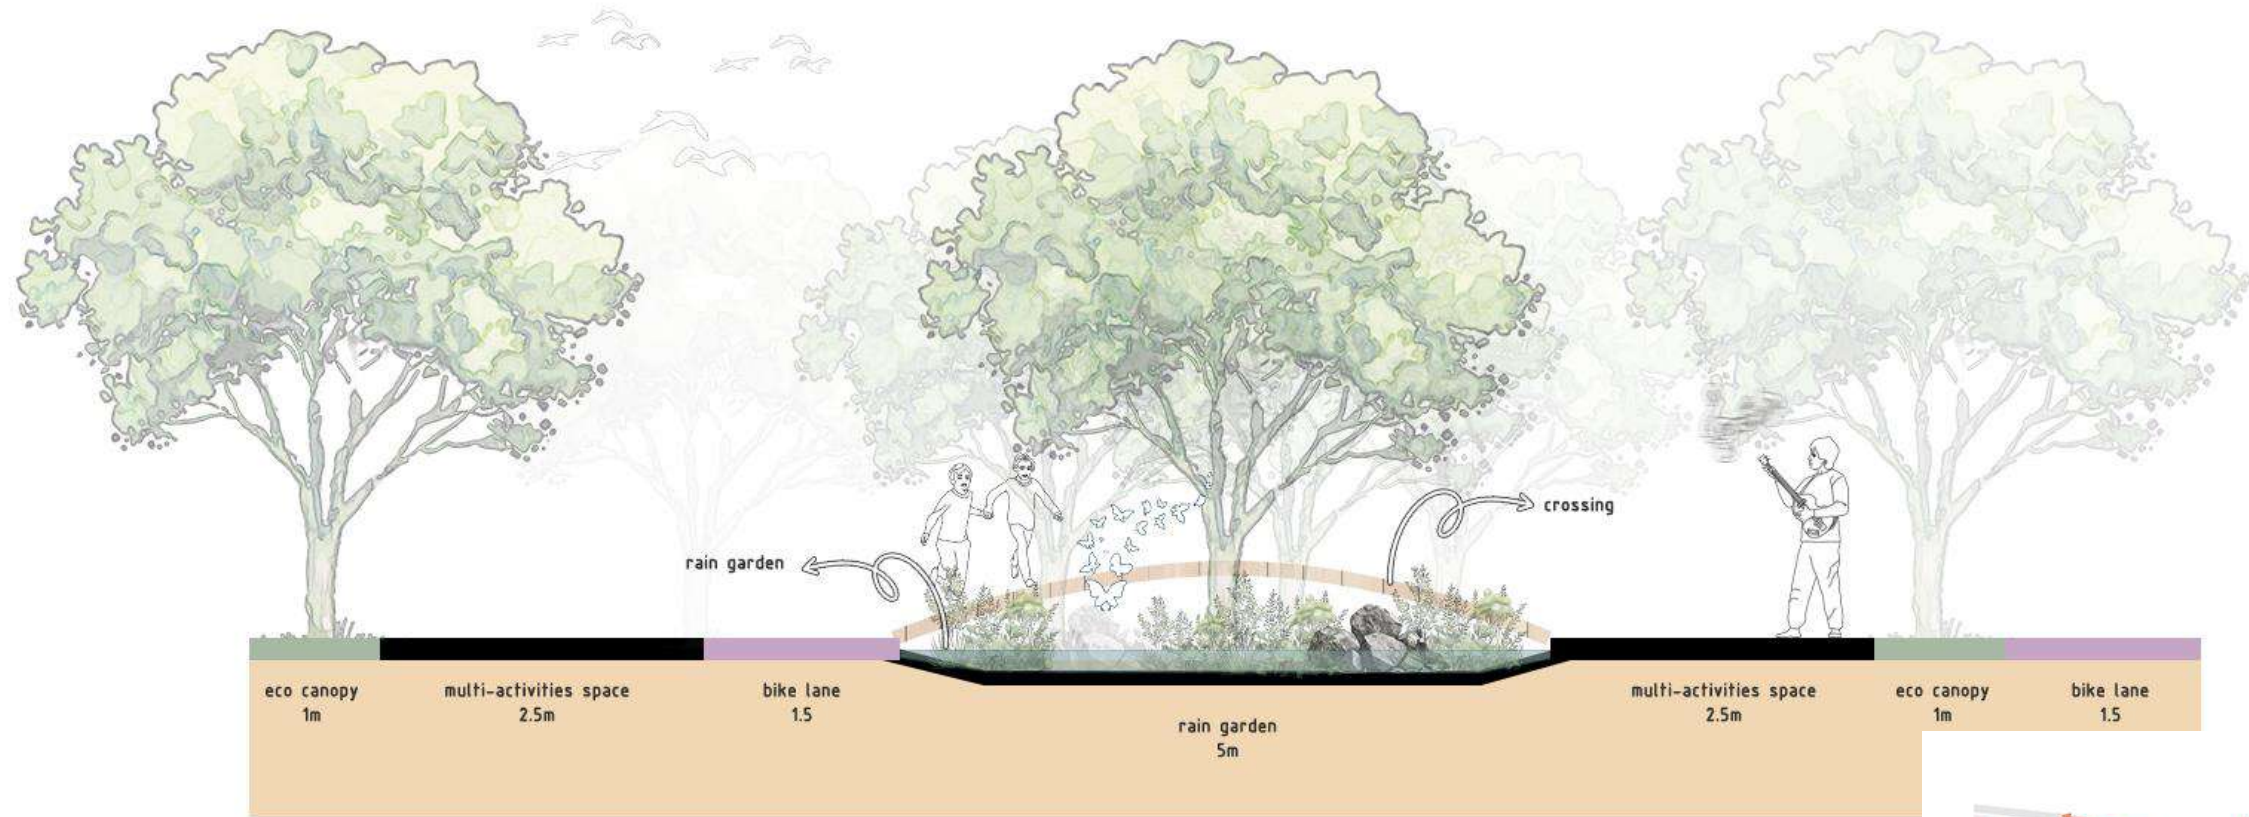 crossing
rain garden
eco canopy
1m
multi-activities space
2.5m
bike lane
1.5
rain garden
5m
multi-activities space
2.5m
eco canopy
1m
bike lane
1.5